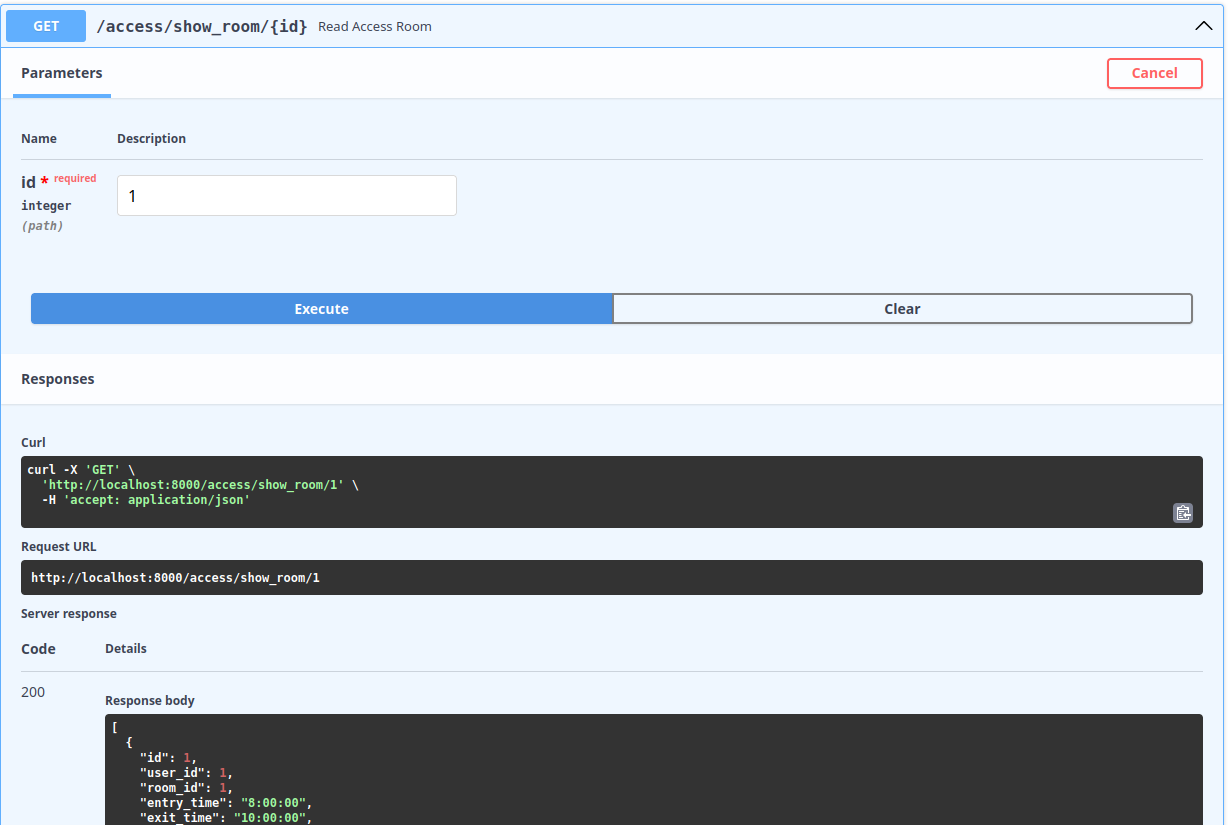 GET /access/show_room/{id} Read Access Room
Parameters Cancel
Name Description
id * required
integer
(path)
1
Execute Clear
Responses
Curl
curl -X 'GET' \
  'http://localhost:8000/access/show_room/1' \
  -H 'accept: application/json'
Request URL
http://localhost:8000/access/show_room/1
Server response
Code Details
200
Response body
[
  {
    "id": 1,
    "user_id": 1,
    "room_id": 1,
    "entry_time": "8:00:00",
    "exit_time": "10:00:00",